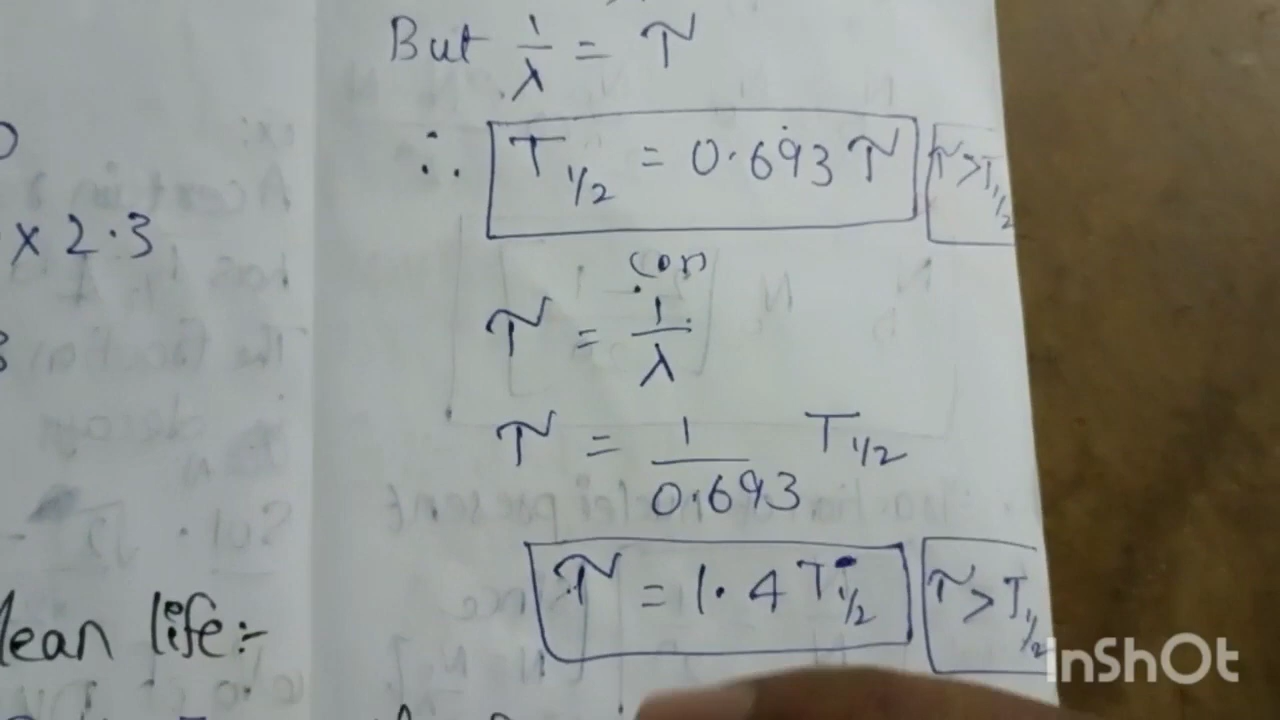 But 1/λ = τ
∴ T1/2 = 0.693 τ
τ > T1/2
x 2.3
(or)
τ = 1/λ
τ = 1/0.693 T1/2
τ = 1.4 T1/2
τ > T1/2
lean life:-
InShOt